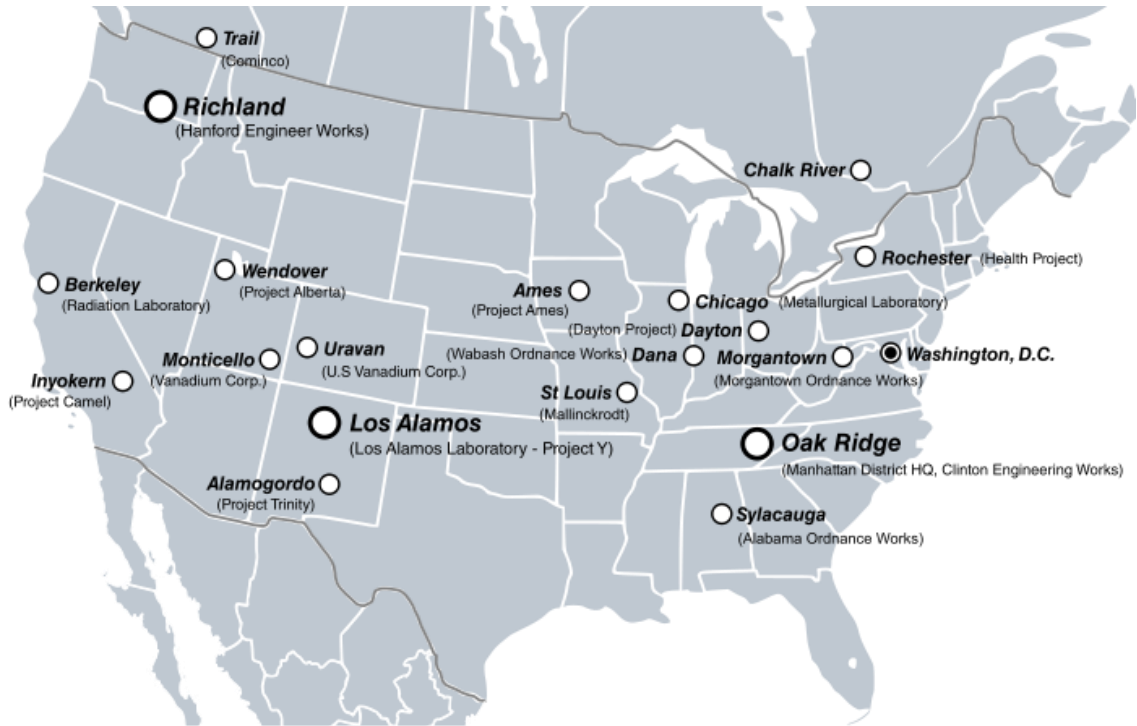 Trail
(Cominco)
Richland
(Hanford Engineer Works)
Chalk River
Rochester (Health Project)
Berkeley
(Radiation Laboratory)
Wendover
(Project Alberta)
Ames
(Project Ames)
Chicago (Metallurgical Laboratory)
(Dayton Project) Dayton
(Wabash Ordnance Works) Dana
Morgantown
(Morgantown Ordnance Works)
Washington, D.C.
Monticello
(Vanadium Corp.)
Uravan
(U.S Vanadium Corp.)
Inyokern
(Project Camel)
St Louis
(Mallinckrodt)
Los Alamos
(Los Alamos Laboratory - Project Y)
Oak Ridge
(Manhattan District HQ, Clinton Engineering Works)
Alamogordo
(Project Trinity)
Sylacauga
(Alabama Ordnance Works)